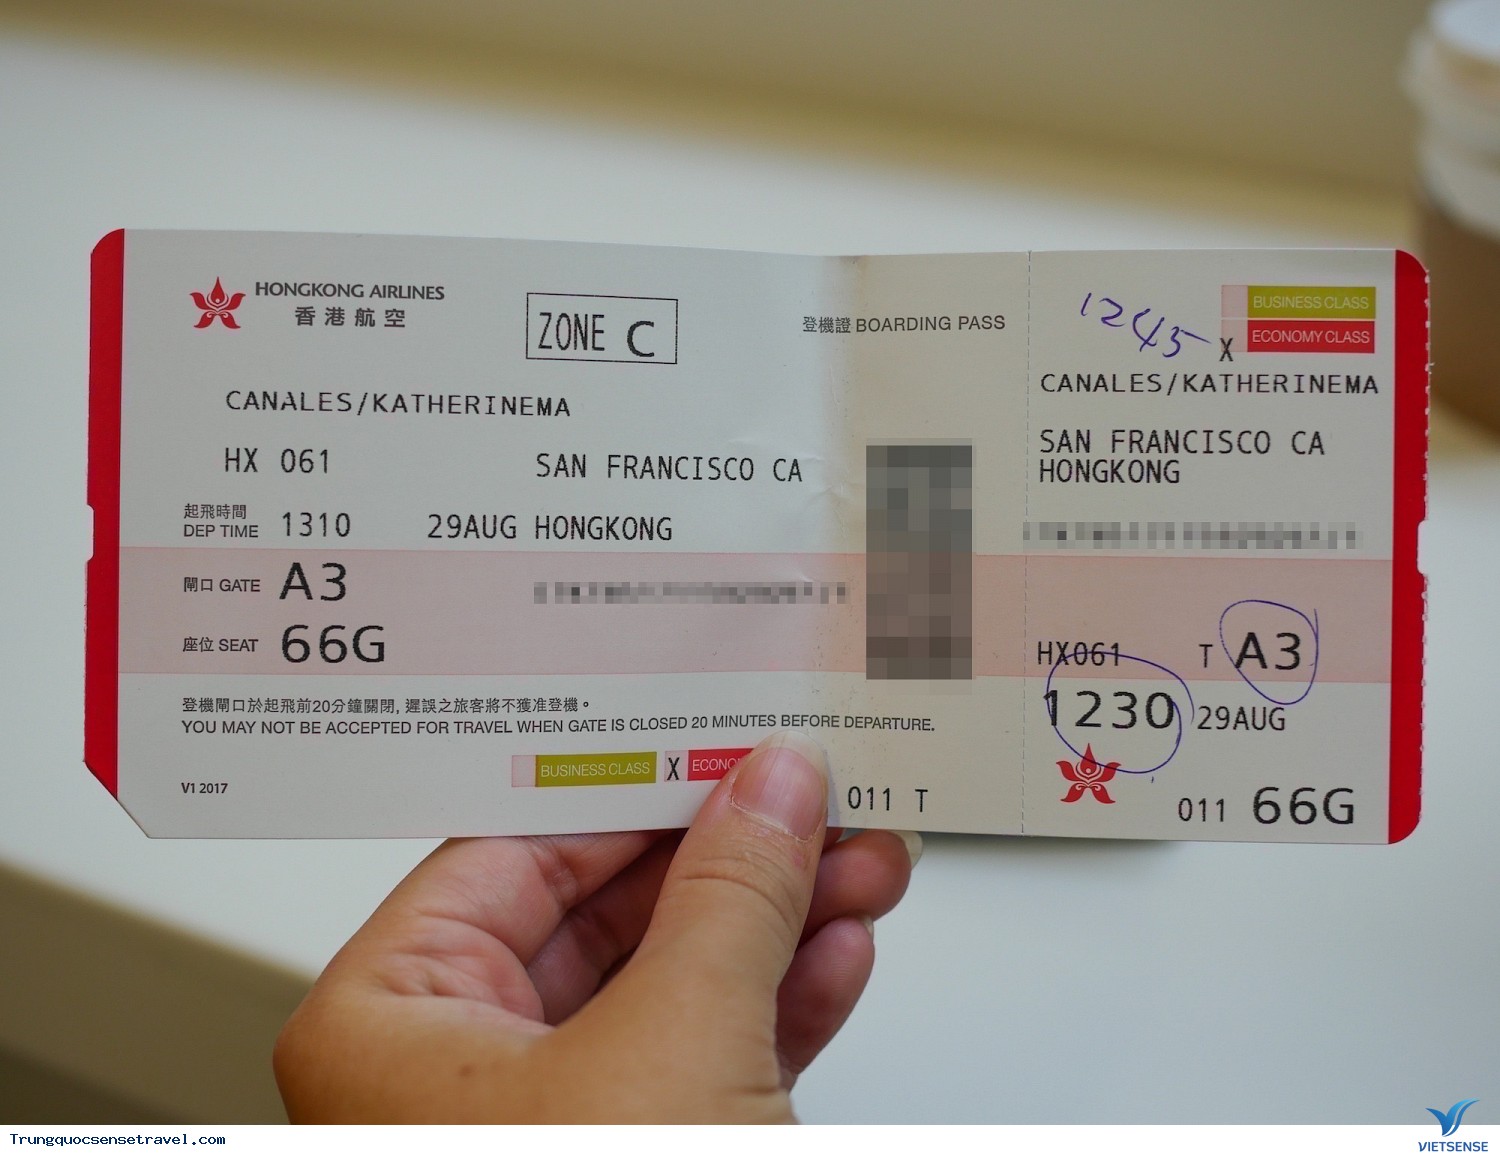 HONGKONG AIRLINES
香港航空
ZONE C
登機證 BOARDING PASS
CANALES/KATHERINEMA
HX 061 SAN FRANCISCO CA
起飛時間
DEP TIME 1310 29AUG HONGKONG
閘口 GATE A3
座位 SEAT 66G
登機閘口於起飛前20分鐘關閉, 遲誤之旅客將不獲准登機。
YOU MAY NOT BE ACCEPTED FOR TRAVEL WHEN GATE IS CLOSED 20 MINUTES BEFORE DEPARTURE.
BUSINESS CLASS X
V1 2017
011 T
1245
BUSINESS CLASS
X ECONOMY CLASS
CANALES/KATHERINEMA
SAN FRANCISCO CA
HONGKONG
HX061 T A3
1230 29AUG
011 66G
Trungquocsensetravel.com
VIETSENSE